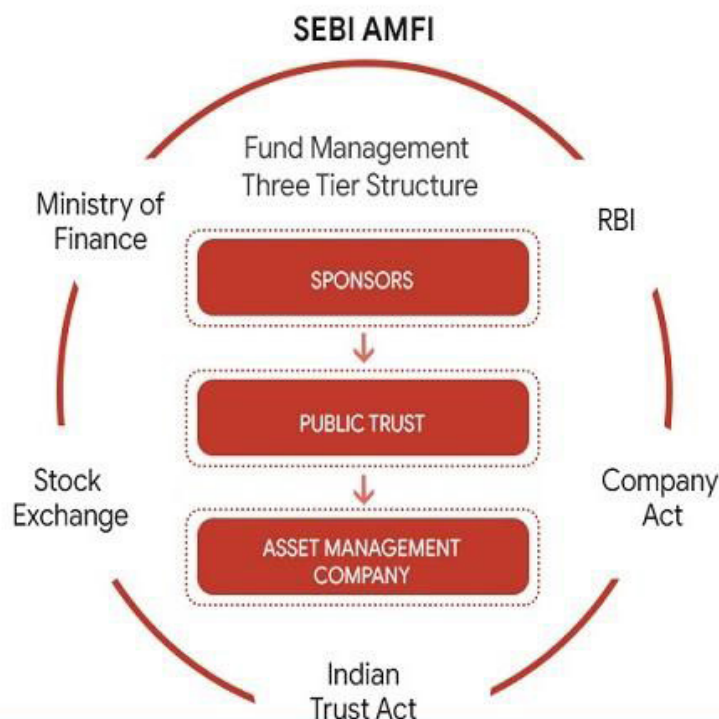 SEBI AMFI
Fund Management
Three Tier Structure
Ministry of
Finance
RBI
SPONSORS
PUBLIC TRUST
Stock
Exchange
Company
Act
ASSET MANAGEMENT
COMPANY
Indian
Trust Act